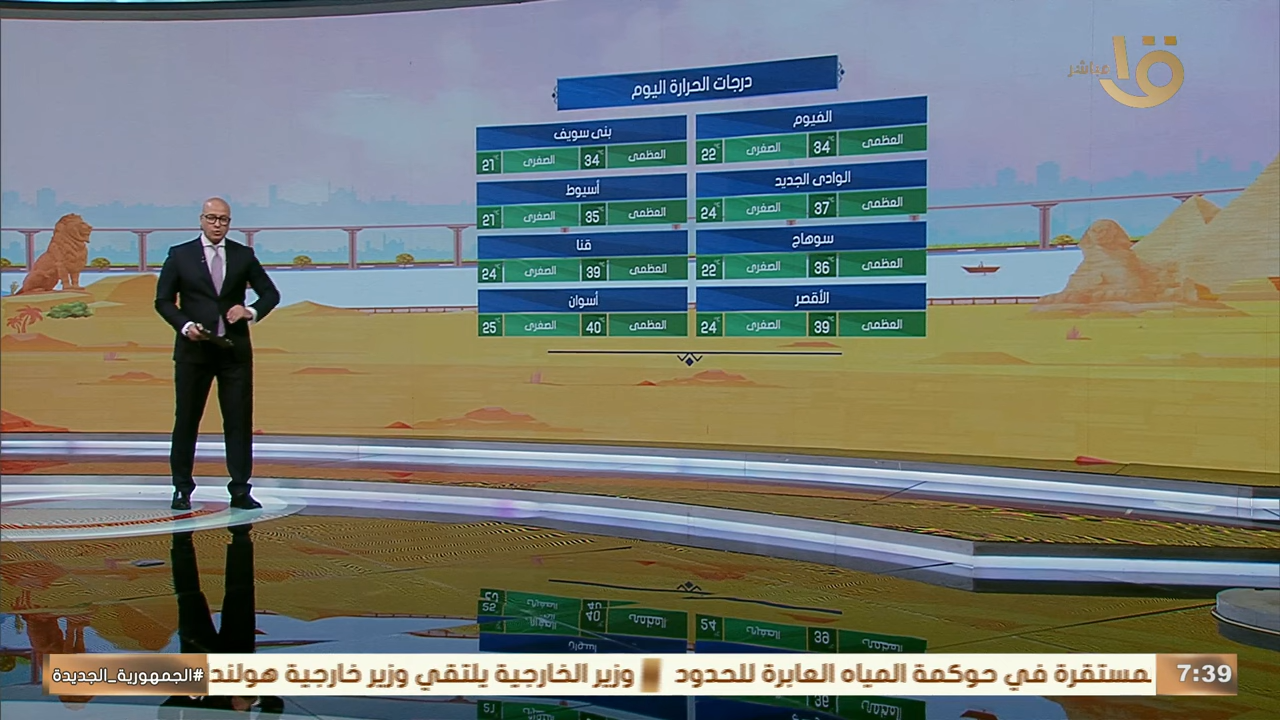 مباشر
درجات الحرارة اليوم
الفيوم
العظمى 34°c الصغرى 22°c
بنى سويف
العظمى 34°c الصغرى 21°c
الوادى الجديد
العظمى 37°c الصغرى 24°c
أسيوط
العظمى 35°c الصغرى 21°c
سوهاج
العظمى 36°c الصغرى 22°c
قنا
العظمى 39°c الصغرى 24°c
الأقصر
العظمى 39°c الصغرى 24°c
أسوان
العظمى 40°c الصغرى 25°c
7:39 لمستقرة في حوكمة المياه العابرة للحدود وزير الخارجية يلتقي وزير خارجية هولند #الجمهورية_الجديدة